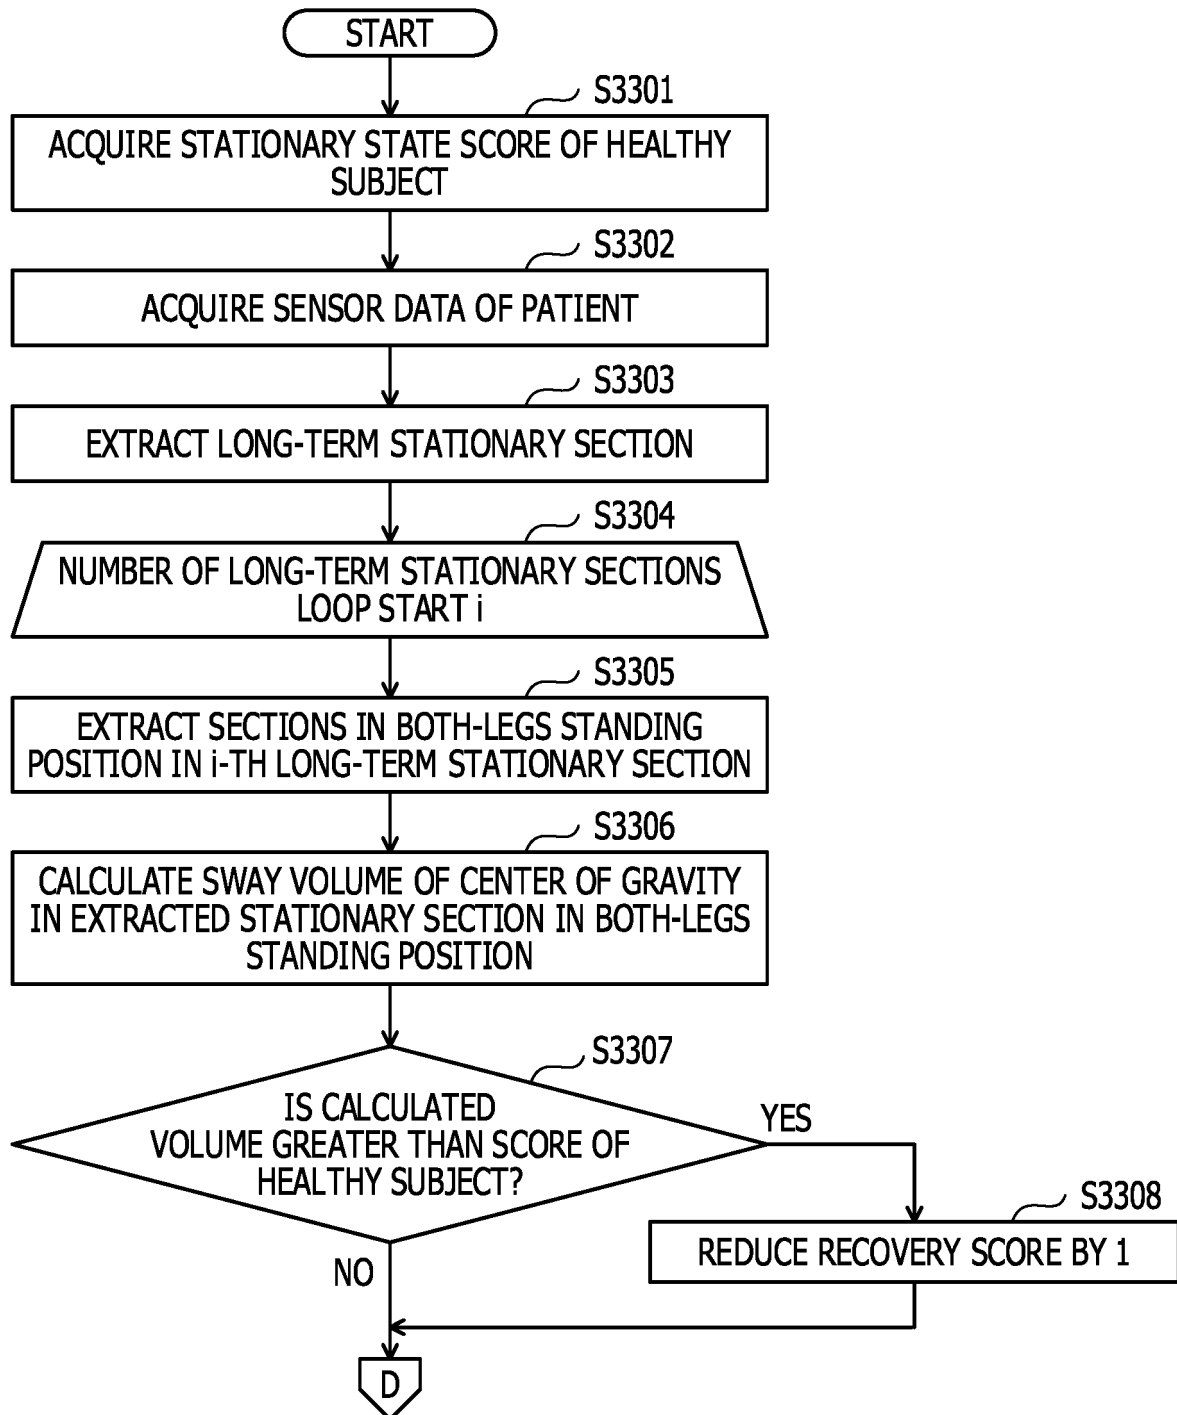 START
S3301
ACQUIRE STATIONARY STATE SCORE OF HEALTHY
SUBJECT
S3302
ACQUIRE SENSOR DATA OF PATIENT
S3303
EXTRACT LONG-TERM STATIONARY SECTION
S3304
NUMBER OF LONG-TERM STATIONARY SECTIONS
LOOP START i
S3305
EXTRACT SECTIONS IN BOTH-LEGS STANDING
POSITION IN i-TH LONG-TERM STATIONARY SECTION
S3306
CALCULATE SWAY VOLUME OF CENTER OF GRAVITY
IN EXTRACTED STATIONARY SECTION IN BOTH-LEGS
STANDING POSITION
S3307
IS CALCULATED
VOLUME GREATER THAN SCORE OF
HEALTHY SUBJECT?
YES
S3308
REDUCE RECOVERY SCORE BY 1
NO
D